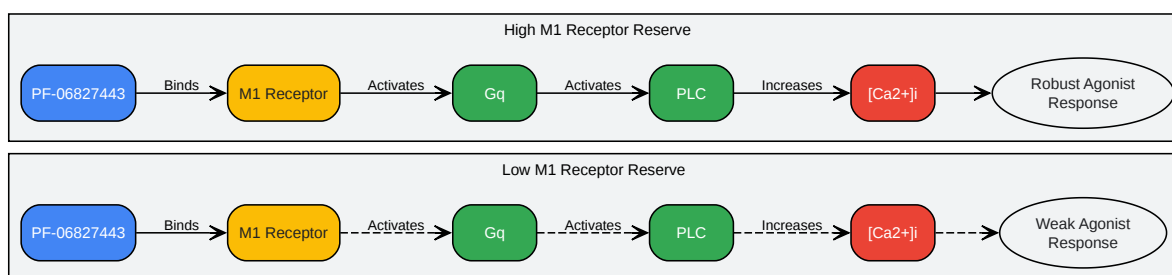 High M1 Receptor Reserve
PF-06827443
Binds
M1 Receptor
Activates
Gq
Activates
PLC
Increases
[Ca2+]i
Robust Agonist
Response
Low M1 Receptor Reserve
PF-06827443
Binds
M1 Receptor
Activates
Gq
Activates
PLC
Increases
[Ca2+]i
Weak Agonist
Response